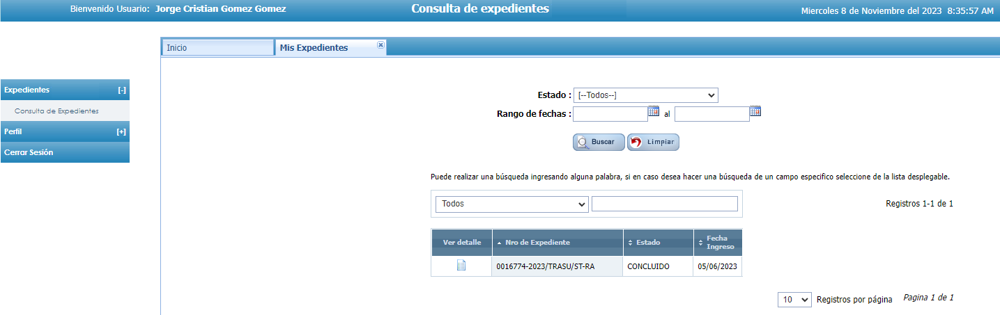 Bienvenido Usuario: Jorge Cristian Gomez Gomez
Consulta de expedientes
Miercoles 8 de Noviembre del 2023 8:35:57 AM
Inicio
Mis Expedientes
Expedientes [-]
Consulta de Expedientes
Perfil [+]
Cerrar Sesión
Estado : [--Todos--]
Rango de fechas : al
Buscar Limpiar
Puede realizar una búsqueda ingresando alguna palabra, si en caso desea hacer una búsqueda de un campo especifico seleccione de la lista desplegable.
Todos
Registros 1-1 de 1
Ver detalle Nro de Expediente Estado Fecha Ingreso
0016774-2023/TRASU/ST-RA CONCLUIDO 05/06/2023
10 Registros por página Pagina 1 de 1